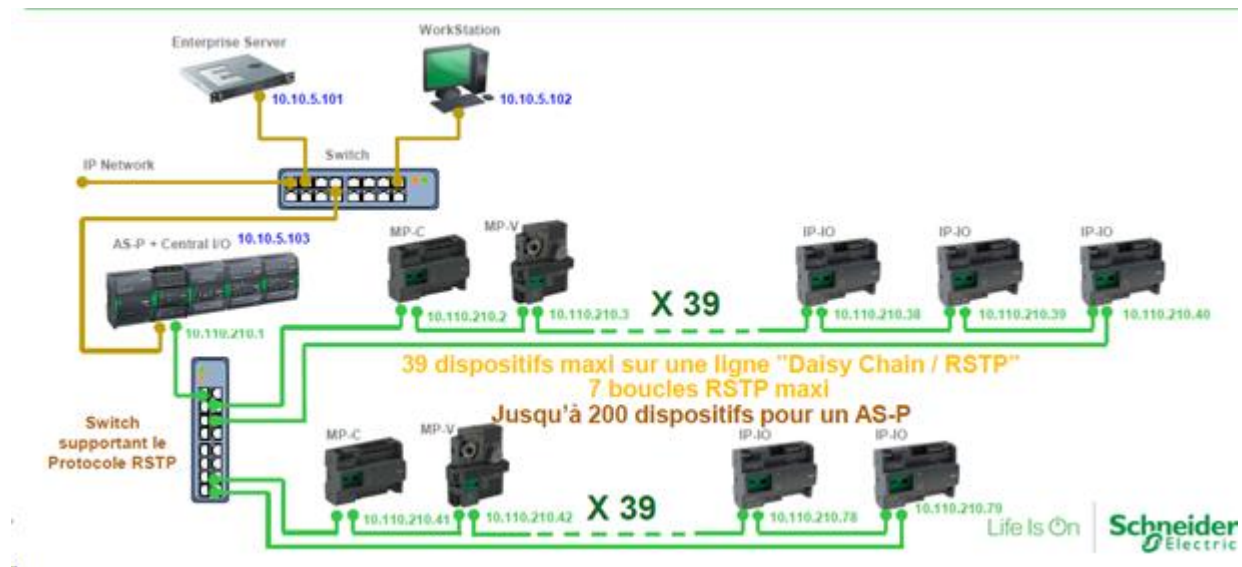 WorkStation
Enterprise Server
10.10.5.101
10.10.5.102
Switch
IP Network
AS-P + Central I/O
10.10.5.103
MP-C
MP-V
IP-IO
IP-IO
IP-IO
10.110.210.1
10.110.210.2
10.110.210.3
X 39
10.110.210.38
10.110.210.39
10.110.210.40
39 dispositifs maxi sur une ligne "Daisy Chain / RSTP"
7 boucles RSTP maxi
Jusqu'à 200 dispositifs pour un AS-P
Switch
supportant le
Protocole RSTP
MP-C
MP-V
IP-IO
IP-IO
10.110.210.41
10.110.210.42
X 39
10.110.210.78
10.110.210.79
Life Is On
Schneider
Electric